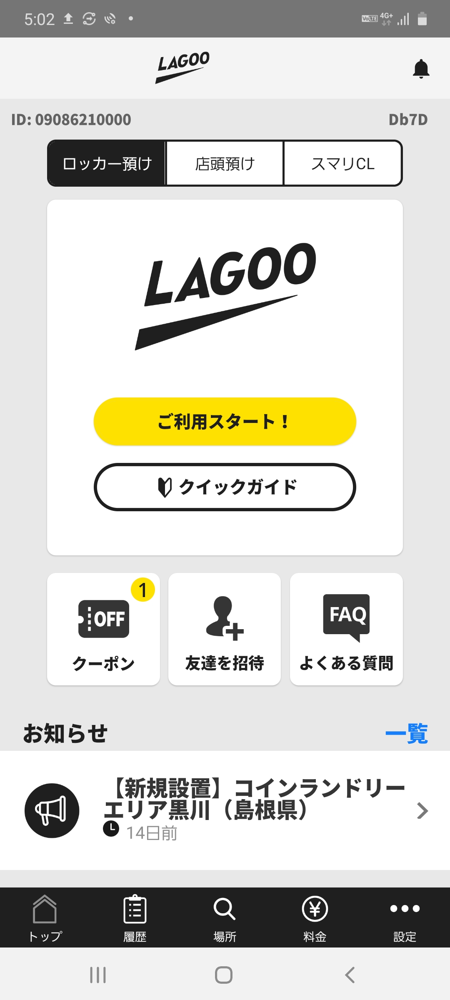 5:02
VoLTE 4G+
LAGOO
ID: 09086210000
Db7D
ロッカー預け
店頭預け
スマリCL
LAGOO
ご利用スタート！
クイックガイド
1
OFF
FAQ
クーポン
友達を招待
よくある質問
お知らせ
一覧
【新規設置】コインランドリー
エリア黒川（島根県）
14日前
トップ
履歴
場所
料金
設定